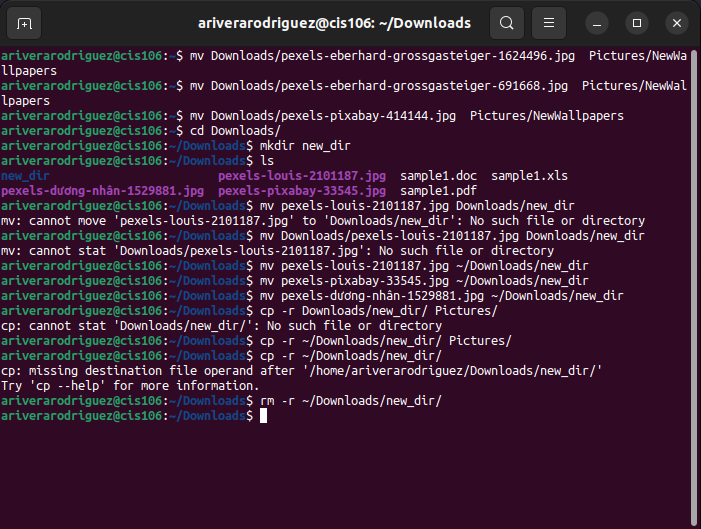 ariverarodriguez@cis106: ~/Downloads
ariverarodriguez@cis106:~$ mv Downloads/pexels-eberhard-grossgasteiger-1624496.jpg  Pictures/NewWa
llpapers
ariverarodriguez@cis106:~$ mv Downloads/pexels-eberhard-grossgasteiger-691668.jpg  Pictures/NewWal
lpapers
ariverarodriguez@cis106:~$ mv Downloads/pexels-pixabay-414144.jpg  Pictures/NewWallpapers
ariverarodriguez@cis106:~$ cd Downloads/
ariverarodriguez@cis106:~/Downloads$ mkdir new_dir
ariverarodriguez@cis106:~/Downloads$ ls
new_dir                       pexels-louis-2101187.jpg  sample1.doc  sample1.xls
pexels-dương-nhân-1529881.jpg  pexels-pixabay-33545.jpg  sample1.pdf
ariverarodriguez@cis106:~/Downloads$ mv pexels-louis-2101187.jpg Downloads/new_dir
mv: cannot move 'pexels-louis-2101187.jpg' to 'Downloads/new_dir': No such file or directory
ariverarodriguez@cis106:~/Downloads$ mv Downloads/pexels-louis-2101187.jpg Downloads/new_dir
mv: cannot stat 'Downloads/pexels-louis-2101187.jpg': No such file or directory
ariverarodriguez@cis106:~/Downloads$ mv pexels-louis-2101187.jpg ~/Downloads/new_dir
ariverarodriguez@cis106:~/Downloads$ mv pexels-pixabay-33545.jpg ~/Downloads/new_dir
ariverarodriguez@cis106:~/Downloads$ mv pexels-dương-nhân-1529881.jpg ~/Downloads/new_dir
ariverarodriguez@cis106:~/Downloads$ cp -r Downloads/new_dir/ Pictures/
cp: cannot stat 'Downloads/new_dir/': No such file or directory
ariverarodriguez@cis106:~/Downloads$ cp -r ~/Downloads/new_dir/ Pictures/
ariverarodriguez@cis106:~/Downloads$ cp -r ~/Downloads/new_dir/
cp: missing destination file operand after '/home/ariverarodriguez/Downloads/new_dir/'
Try 'cp --help' for more information.
ariverarodriguez@cis106:~/Downloads$ rm -r ~/Downloads/new_dir/
ariverarodriguez@cis106:~/Downloads$